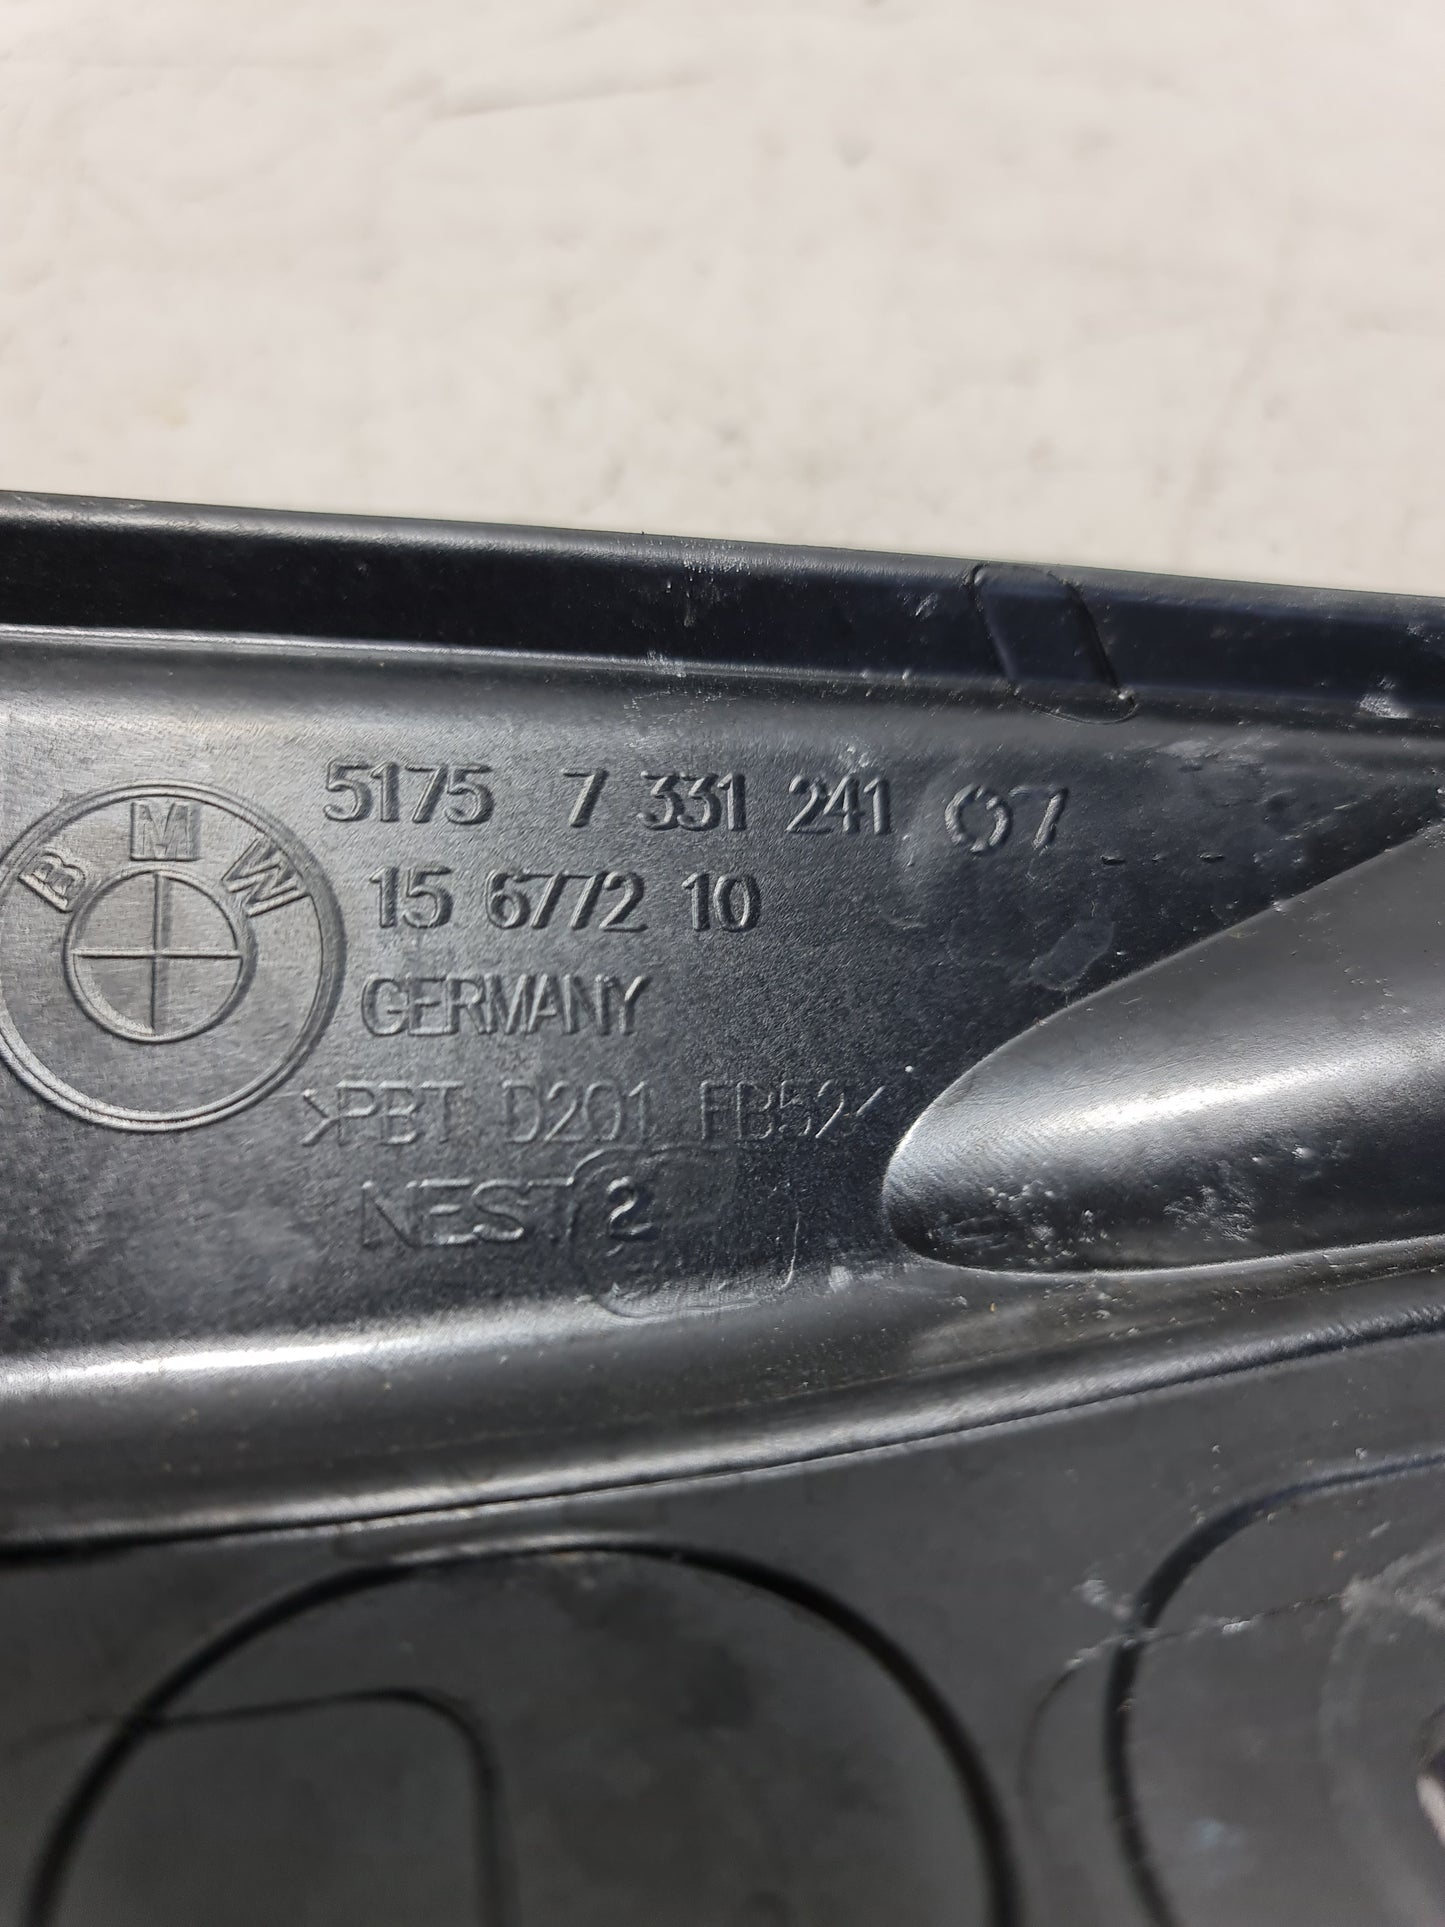 BMW
5175 7 331 241 07
15 6772 10
GERMANY
>PBT D201 FB52<
NEST 2